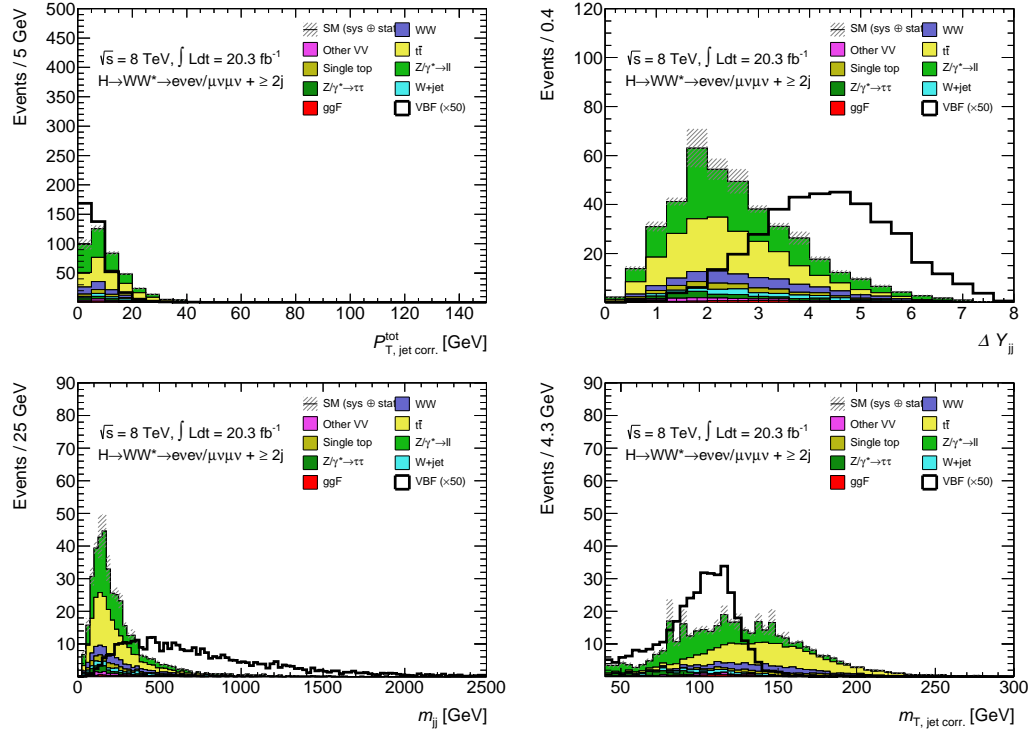 Events / 5 GeV
500
450
400
350
300
250
200
150
100
50
SM (sys ⊕ stat)
WW
Other VV
tt̄
Single top
Z/γ*→ll
Z/γ*→ττ
W+jet
ggF
VBF (×50)
√s = 8 TeV, ∫ Ldt = 20.3 fb⁻¹
H→WW*→eνeν/μνμν + ≥ 2j
0 20 40 60 80 100 120 140
P^tot_T, jet corr. [GeV]
Events / 0.4
120
100
80
60
40
20
SM (sys ⊕ stat)
WW
Other VV
tt̄
Single top
Z/γ*→ll
Z/γ*→ττ
W+jet
ggF
VBF (×50)
√s = 8 TeV, ∫ Ldt = 20.3 fb⁻¹
H→WW*→eνeν/μνμν + ≥ 2j
0 1 2 3 4 5 6 7 8
Δ Y_jj
Events / 25 GeV
90
80
70
60
50
40
30
20
10
SM (sys ⊕ stat)
WW
Other VV
tt̄
Single top
Z/γ*→ll
Z/γ*→ττ
W+jet
ggF
VBF (×50)
√s = 8 TeV, ∫ Ldt = 20.3 fb⁻¹
H→WW*→eνeν/μνμν + ≥ 2j
0 500 1000 1500 2000 2500
m_jj [GeV]
Events / 4.3 GeV
90
80
70
60
50
40
30
20
10
SM (sys ⊕ stat)
WW
Other VV
tt̄
Single top
Z/γ*→ll
Z/γ*→ττ
W+jet
ggF
VBF (×50)
√s = 8 TeV, ∫ Ldt = 20.3 fb⁻¹
H→WW*→eνeν/μνμν + ≥ 2j
50 100 150 200 250 300
m_T, jet corr. [GeV]